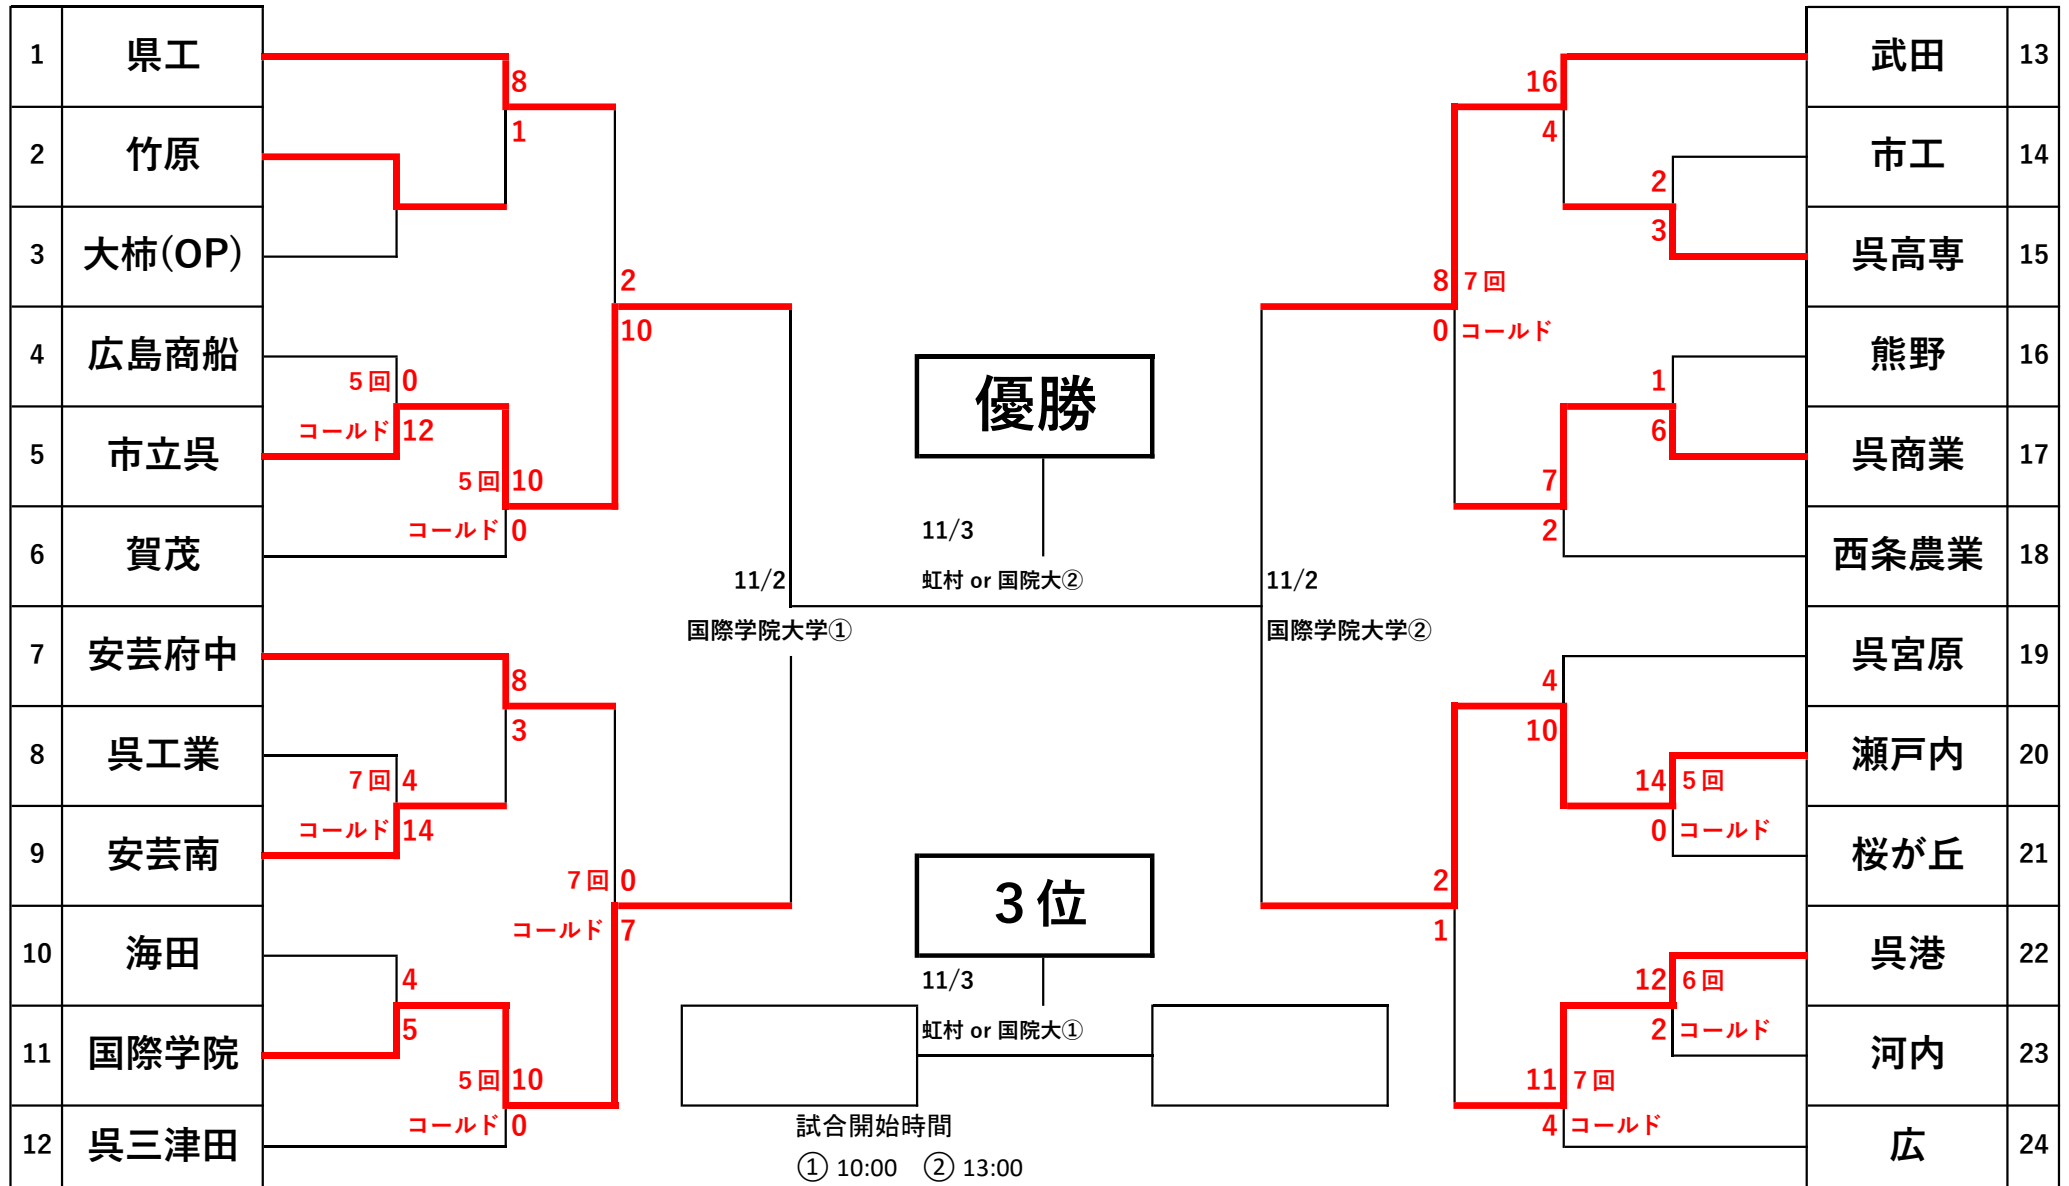 1 県工
2 竹原
3 大柿(OP)
4 広島商船
5 市立呉
6 賀茂
7 安芸府中
8 呉工業
9 安芸南
10 海田
11 国際学院
12 呉三津田
8
1
5回 0
コールド 12
5回 10
コールド 0
2
10
8
3
7回 4
コールド 14
4
5
5回 10
コールド 0
7回 0
コールド 7
11/2
国際学院大学①
優勝
11/3
虹村 or 国院大②
11/2
国際学院大学②
3位
11/3
虹村 or 国院大①
試合開始時間
① 10:00 ② 13:00
16
4
2
3
8 7回
0 コールド
1
6
7
2
4
10
14 5回
0 コールド
2
1
12 6回
2 コールド
11 7回
4 コールド
武田 13
市工 14
呉高専 15
熊野 16
呉商業 17
西条農業 18
呉宮原 19
瀬戸内 20
桜が丘 21
呉港 22
河内 23
広 24